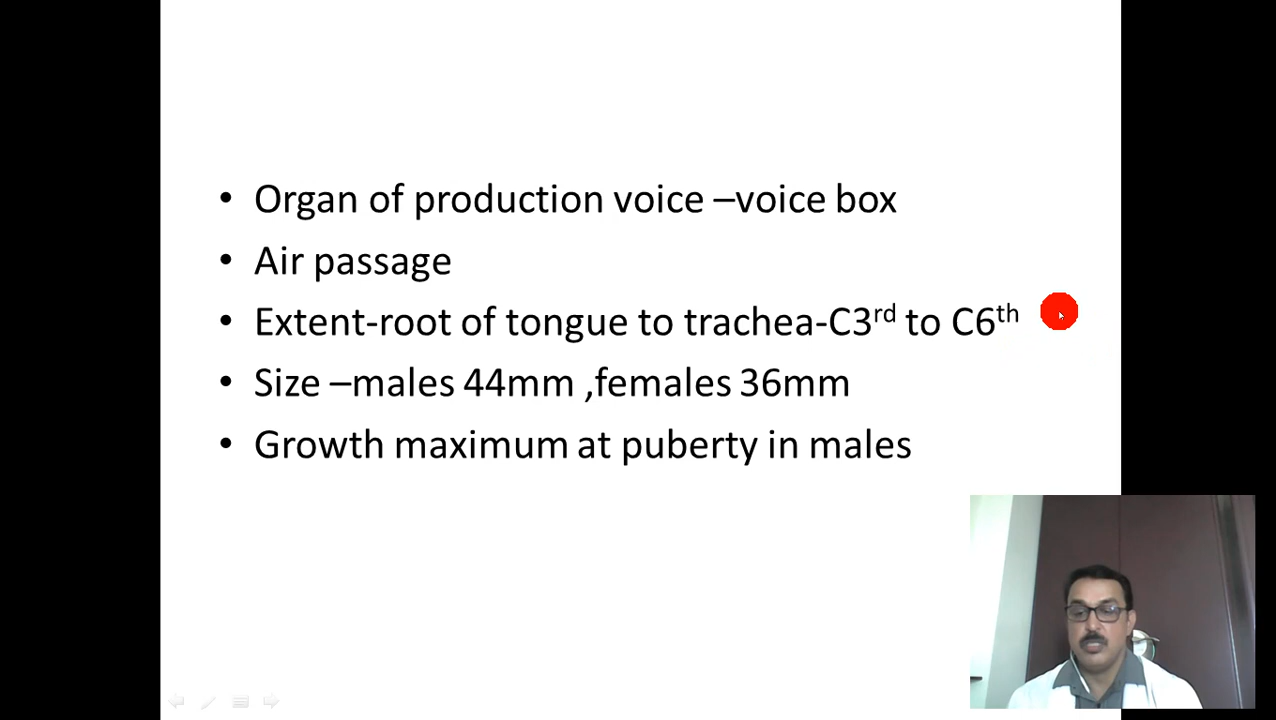 • Organ of production voice –voice box
• Air passage
• Extent-root of tongue to trachea-C3rd to C6th
• Size –males 44mm ,females 36mm
• Growth maximum at puberty in males